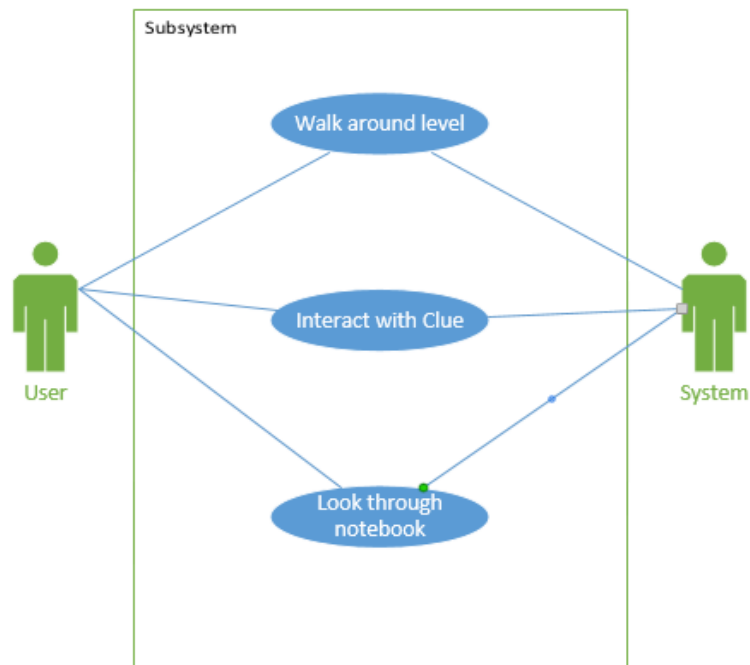 Subsystem
Walk around level
Interact with Clue
User
System
Look through
notebook